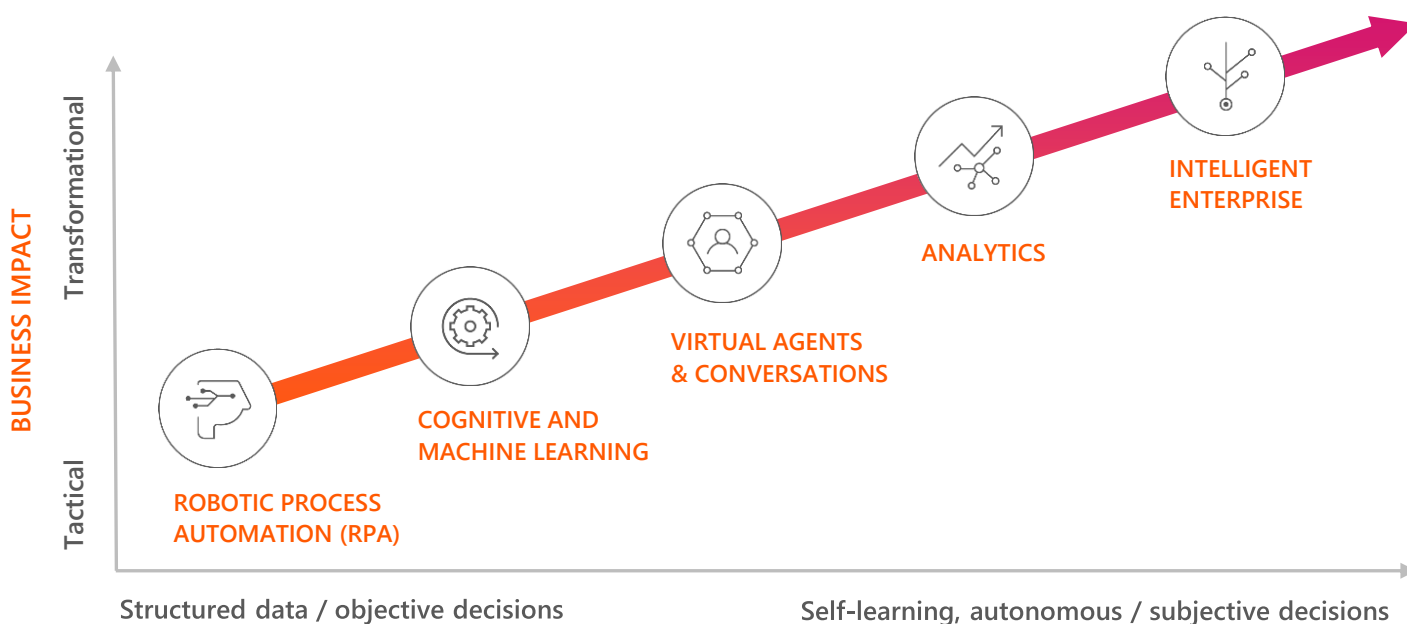 BUSINESS IMPACT
Transformational
Tactical
INTELLIGENT
ENTERPRISE
ANALYTICS
VIRTUAL AGENTS
& CONVERSATIONS
COGNITIVE AND
MACHINE LEARNING
ROBOTIC PROCESS
AUTOMATION (RPA)
Structured data / objective decisions
Self-learning, autonomous / subjective decisions